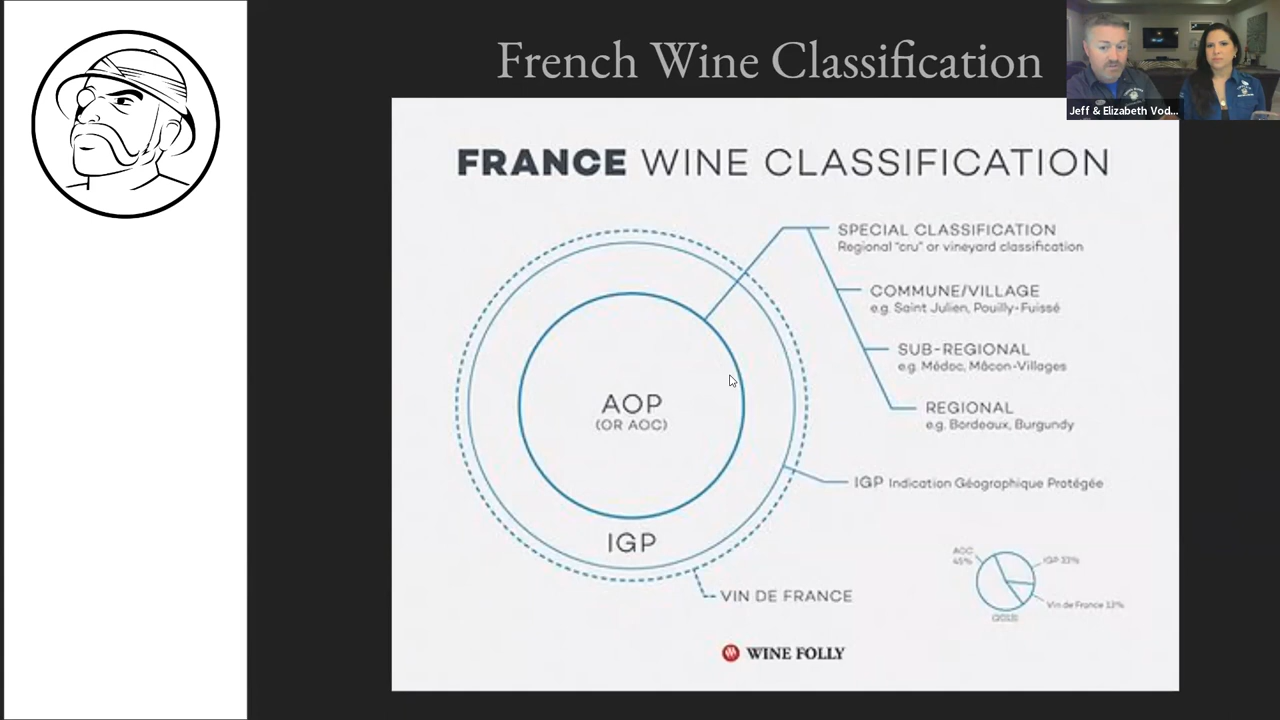 French Wine Classification
Jeff & Elizabeth Vod...
FRANCE WINE CLASSIFICATION
SPECIAL CLASSIFICATION
Regional "cru" or vineyard classification
COMMUNE/VILLAGE
e.g. Saint Julien, Pouilly-Fuissé
SUB-REGIONAL
e.g. Médoc, Mâcon-Villages
REGIONAL
e.g. Bordeaux, Burgundy
AOP
(OR AOC)
IGP Indication Géographique Protégée
IGP
VIN DE FRANCE
AOC
45%
IGP 33%
Vin de France 13%
WINE FOLLY